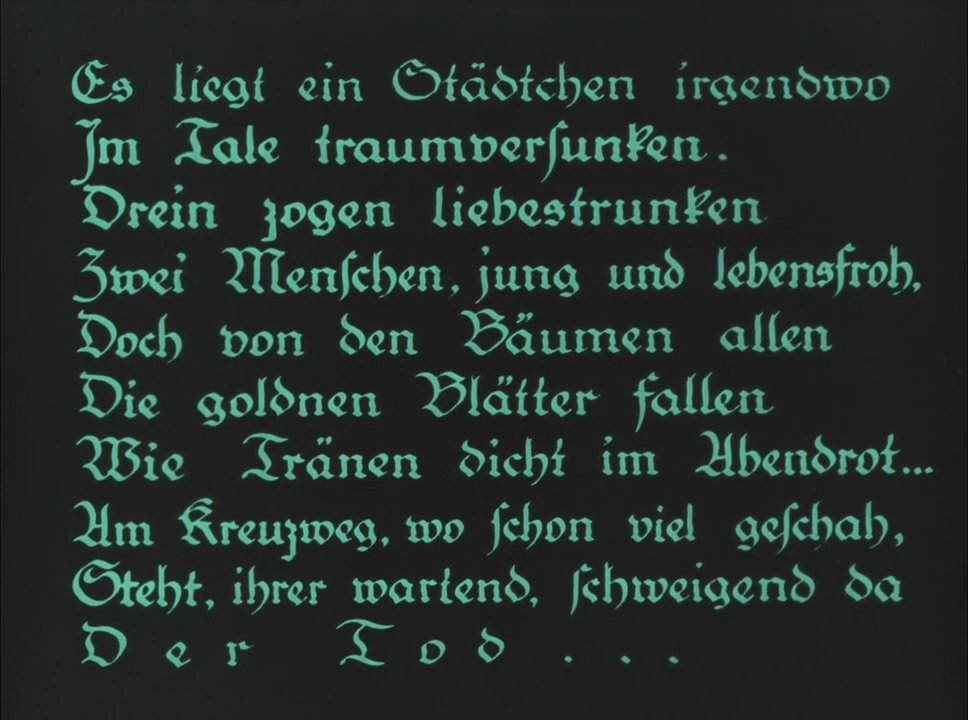 Es liegt ein Städtchen irgendwo
Im Tale traumverſunken.
Drein zogen liebestrunken
Zwei Menſchen, jung und lebensfroh,
Doch von den Bäumen allen
Die goldnen Blätter fallen
Wie Tränen dicht im Abendrot...
Am Kreuzweg, wo ſchon viel geſchah,
Steht, ihrer wartend, ſchweigend da
Der Tod ...